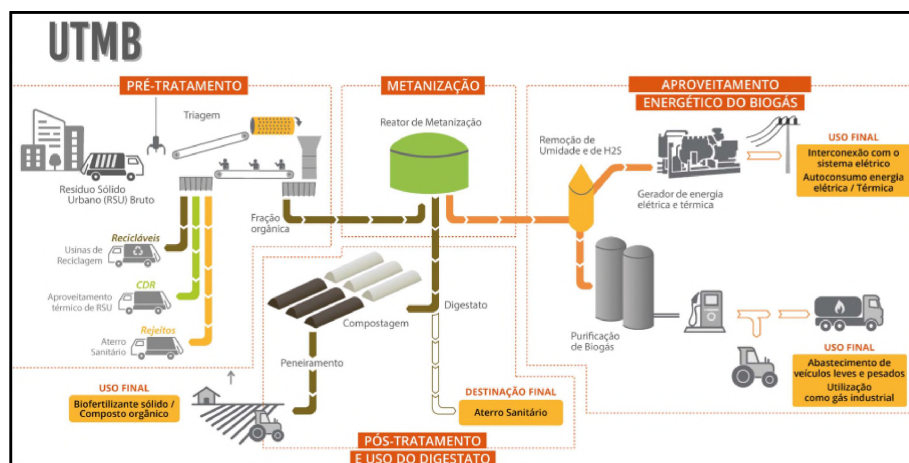 UTMB
PRÉ-TRATAMENTO
Triagem
Resíduo Sólido
Urbano (RSU) Bruto
Fração
orgânica
Recicláveis
Usinas de
Reciclagem
CDR
Aproveitamento
térmico de RSU
Rejeitos
Aterro
Sanitário
METANIZAÇÃO
Reator de Metanização
Digestato
Compostagem
Peneiramento
USO FINAL
Biofertilizante sólido /
Composto orgânico
DESTINAÇÃO FINAL
Aterro Sanitário
PÓS-TRATAMENTO
E USO DO DIGESTATO
APROVEITAMENTO
ENERGÉTICO DO BIOGÁS
Remoção de
Umidade e de H2S
Gerador de energia
elétrica e térmica
USO FINAL
Interconexão com o
sistema elétrico
Autoconsumo energia
elétrica / Térmica
Purificação
de Biogás
USO FINAL
Abastecimento de
veículos leves e pesados
Utilização
como gás industrial